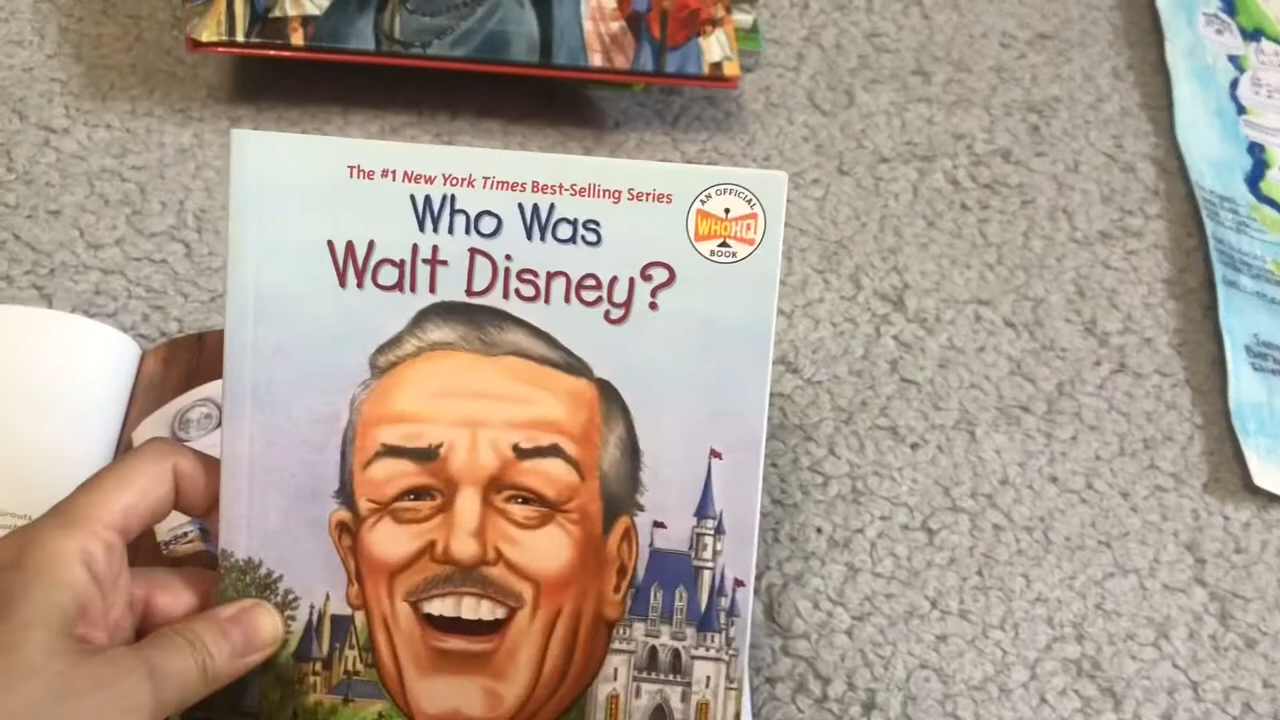 The #1 New York Times Best-Selling Series
Who Was
Walt Disney?
AN OFFICIAL
WHOHQ
BOOK